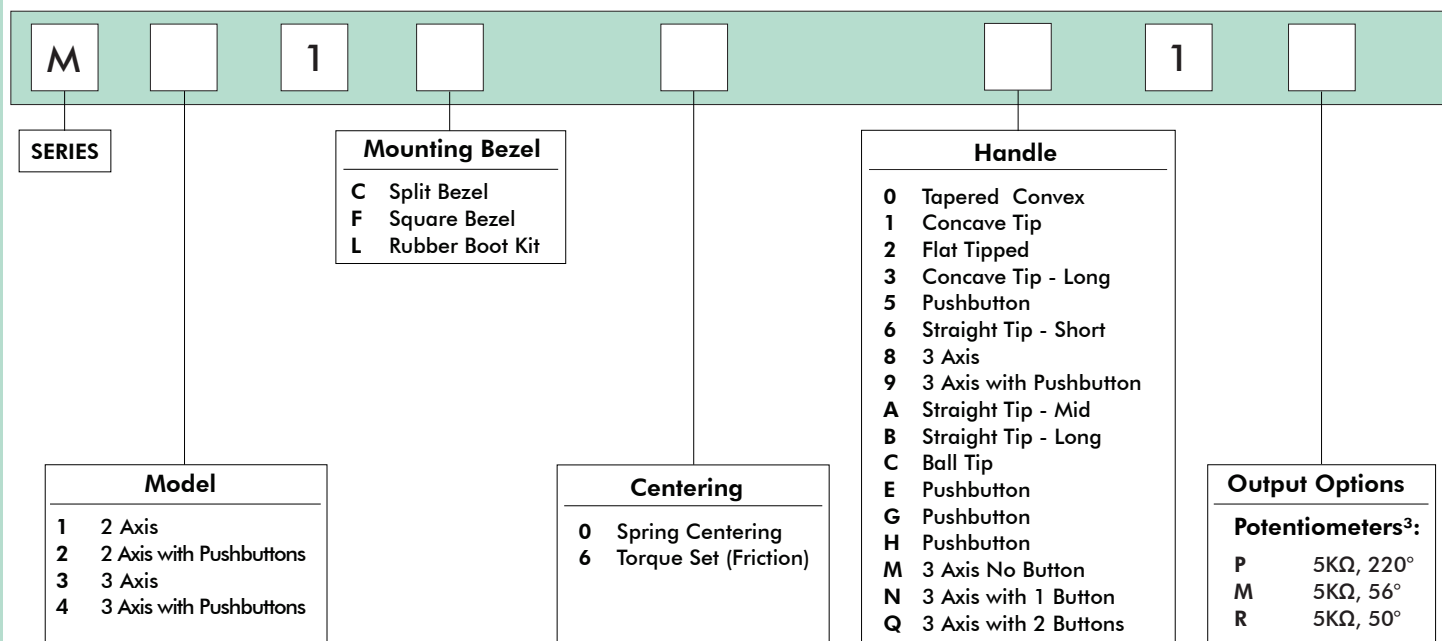 M 1 1
SERIES
Mounting Bezel
C Split Bezel
F Square Bezel
L Rubber Boot Kit
Handle
0 Tapered Convex
1 Concave Tip
2 Flat Tipped
3 Concave Tip - Long
5 Pushbutton
6 Straight Tip - Short
8 3 Axis
9 3 Axis with Pushbutton
A Straight Tip - Mid
B Straight Tip - Long
C Ball Tip
E Pushbutton
G Pushbutton
H Pushbutton
M 3 Axis No Button
N 3 Axis with 1 Button
Q 3 Axis with 2 Buttons
Model
1 2 Axis
2 2 Axis with Pushbuttons
3 3 Axis
4 3 Axis with Pushbuttons
Centering
0 Spring Centering
6 Torque Set (Friction)
Output Options
Potentiometers³:
P 5KΩ, 220°
M 5KΩ, 56°
R 5KΩ, 50°